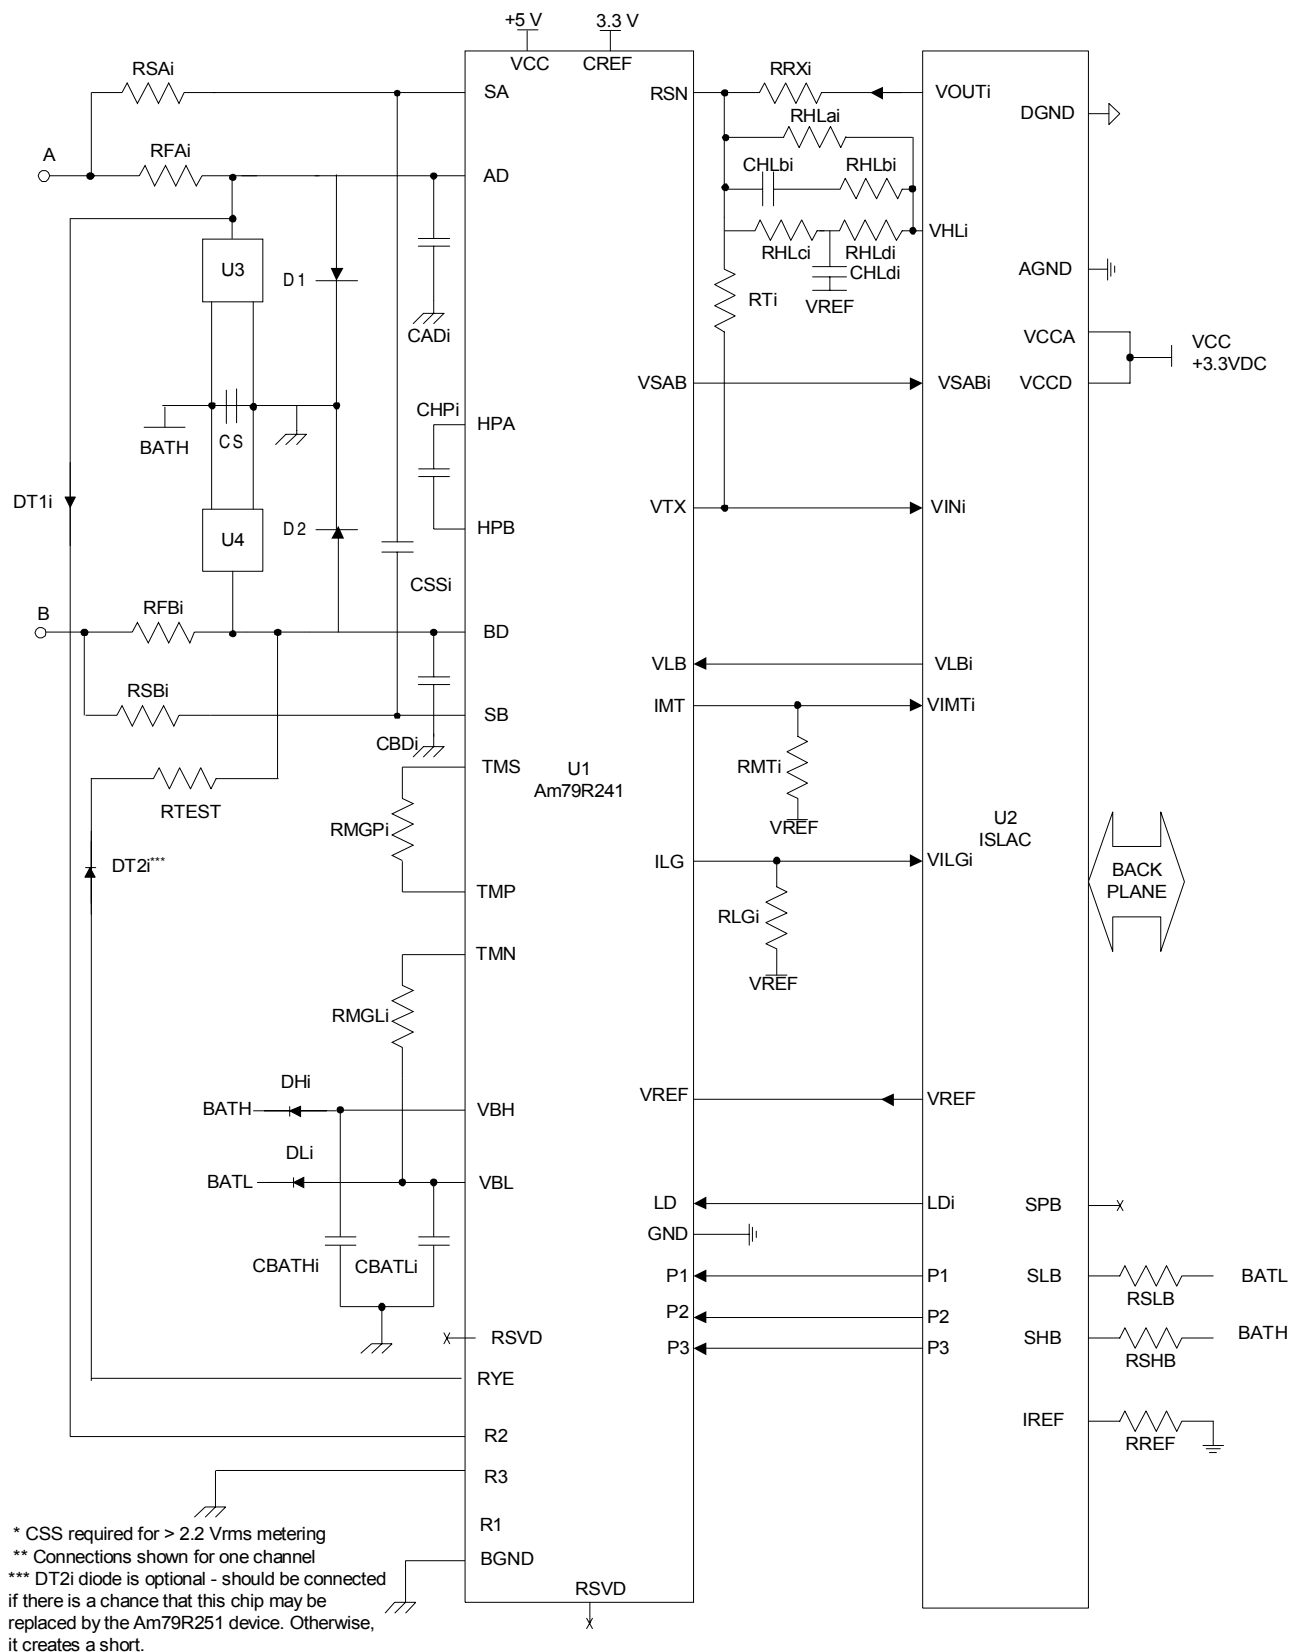 +5 V
3.3 V
VCC
CREF
RSAi
SA
RSN
RRXi
VOUTi
DGND
RHLai
A
RFAi
AD
CHLbi
RHLbi
VHLi
RHLci
RHLdi
U3
D1
CHLdi
AGND
RTi
VREF
CADi
VCCA
VCC
+3.3VDC
VSAB
VSABi
VCCD
CHPi
HPA
BATH
CS
DT1i
VTX
VINi
U4
D2
HPB
CSSi
B
RFBi
BD
VLB
VLBi
RSBi
IMT
VIMTi
SB
CBDi
TMS
U1
Am79R241
RMTi
RTEST
RMGPi
VREF
U2
ISLAC
DT2i***
ILG
VILGi
BACK
PLANE
TMP
RLGi
TMN
VREF
RMGLi
DHi
BATH
VBH
VREF
VREF
DLi
BATL
VBL
LD
LDi
SPB
GND
CBATHi
CBATLi
P1
P1
SLB
BATL
RSLB
P2
P2
RSVD
P3
P3
SHB
BATH
RSHB
RYE
IREF
RREF
R2
R3
R1
BGND
RSVD
* CSS required for > 2.2 Vrms metering
** Connections shown for one channel
*** DT2i diode is optional - should be connected
if there is a chance that this chip may be
replaced by the Am79R251 device. Otherwise,
it creates a short.